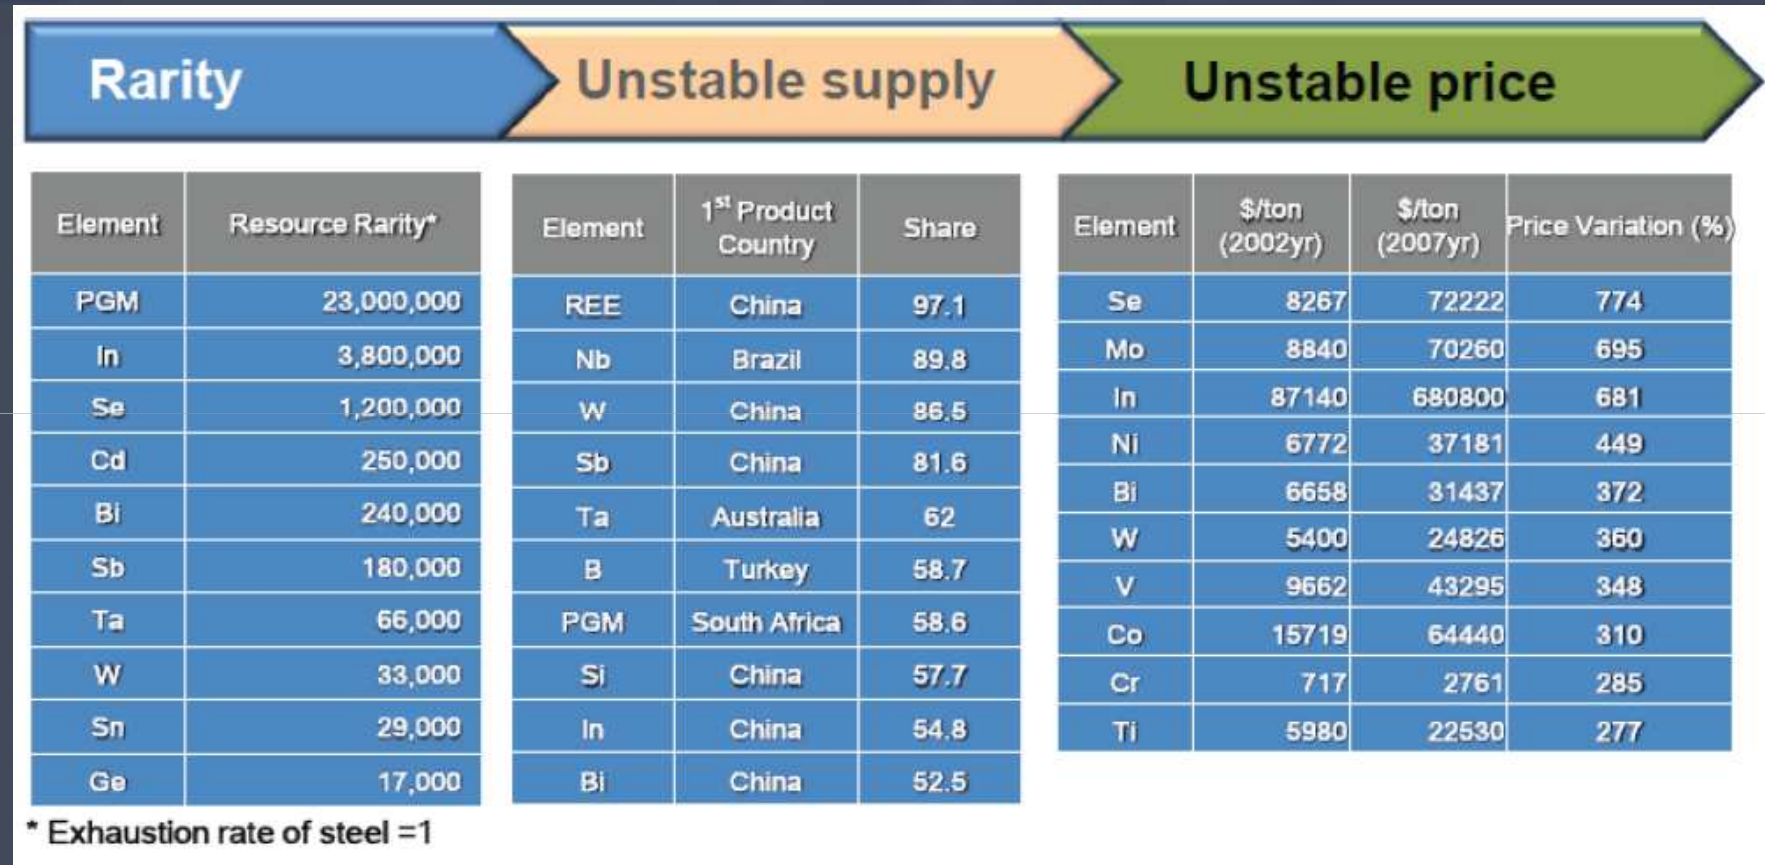 Rarity Unstable supply Unstable price
Element Resource Rarity*
PGM 23,000,000
In 3,800,000
Se 1,200,000
Cd 250,000
Bi 240,000
Sb 180,000
Ta 66,000
W 33,000
Sn 29,000
Ge 17,000
* Exhaustion rate of steel =1
Element 1st Product Country Share
REE China 97.1
Nb Brazil 89.8
W China 86.5
Sb China 81.6
Ta Australia 62
B Turkey 58.7
PGM South Africa 58.6
Si China 57.7
In China 54.8
Bi China 52.5
Element $/ton (2002yr) $/ton (2007yr) Price Variation (%)
Se 8267 72222 774
Mo 8840 70260 695
In 87140 680800 681
Ni 6772 37181 449
Bi 6658 31437 372
W 5400 24826 360
V 9662 43295 348
Co 15719 64440 310
Cr 717 2761 285
Ti 5980 22530 277